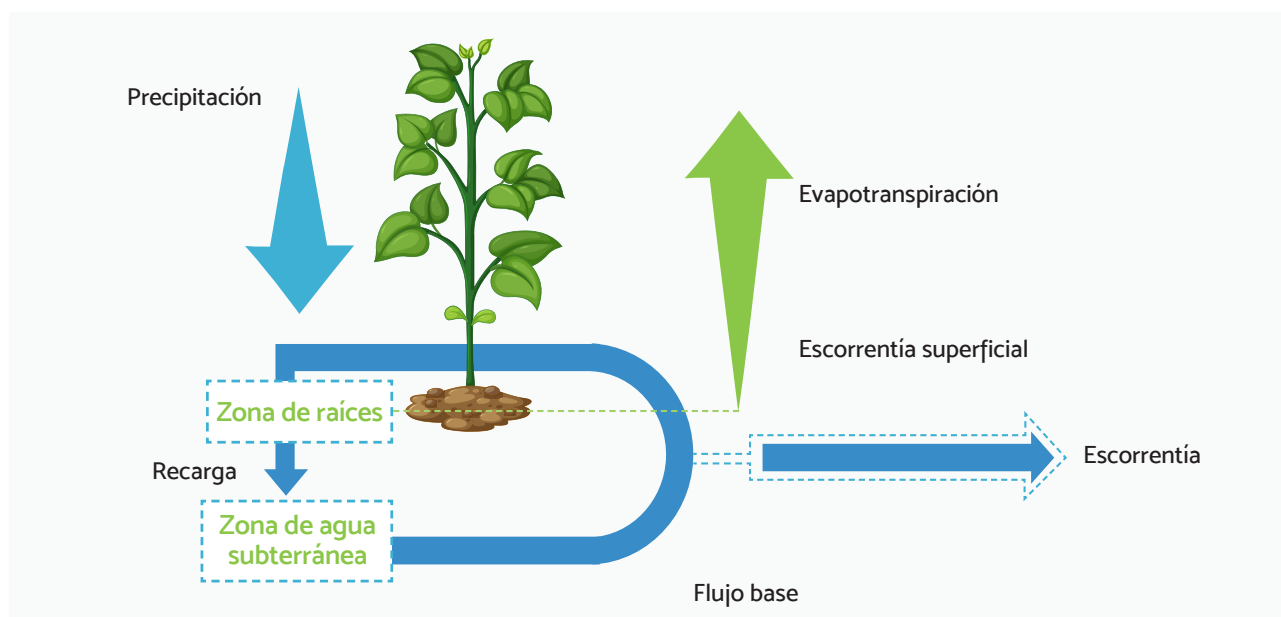 Precipitación
Evapotranspiración
Escorrentía superficial
Zona de raíces
Recarga
Escorrentía
Zona de agua
subterránea
Flujo base